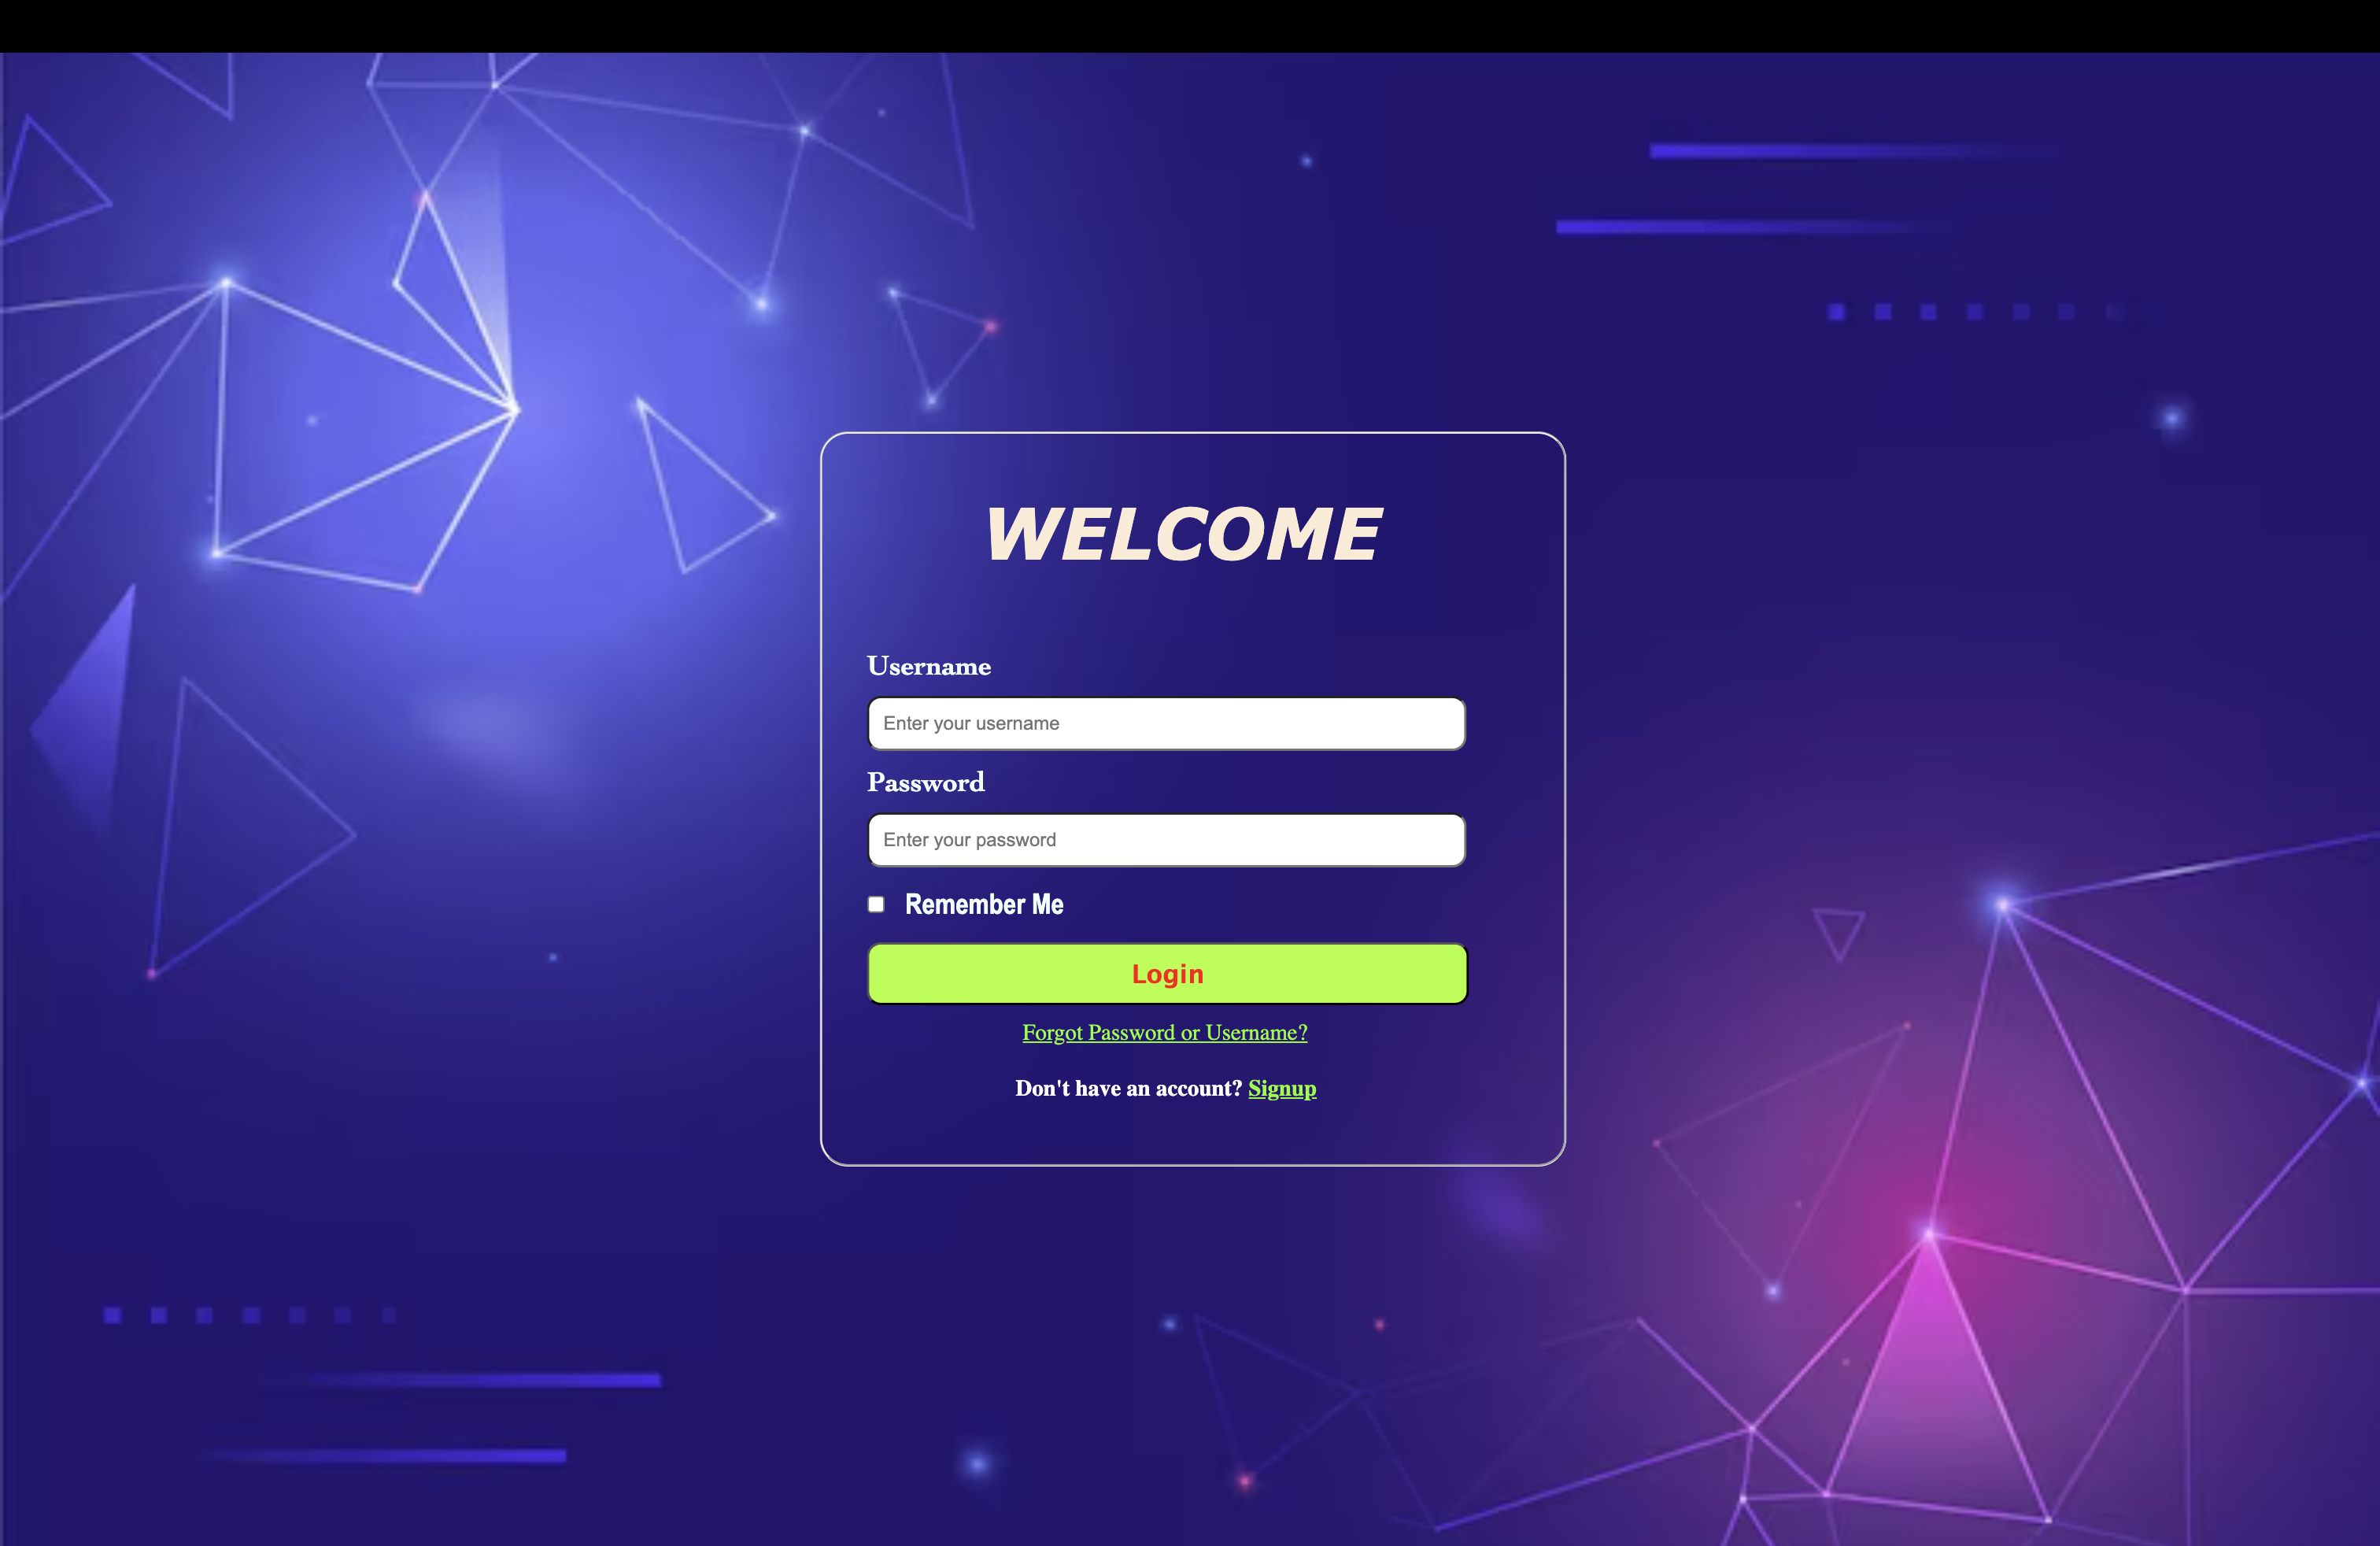 WELCOME
Username
Enter your username
Password
Enter your password
Remember Me
Login
Forgot Password or Username?
Don't have an account? Signup